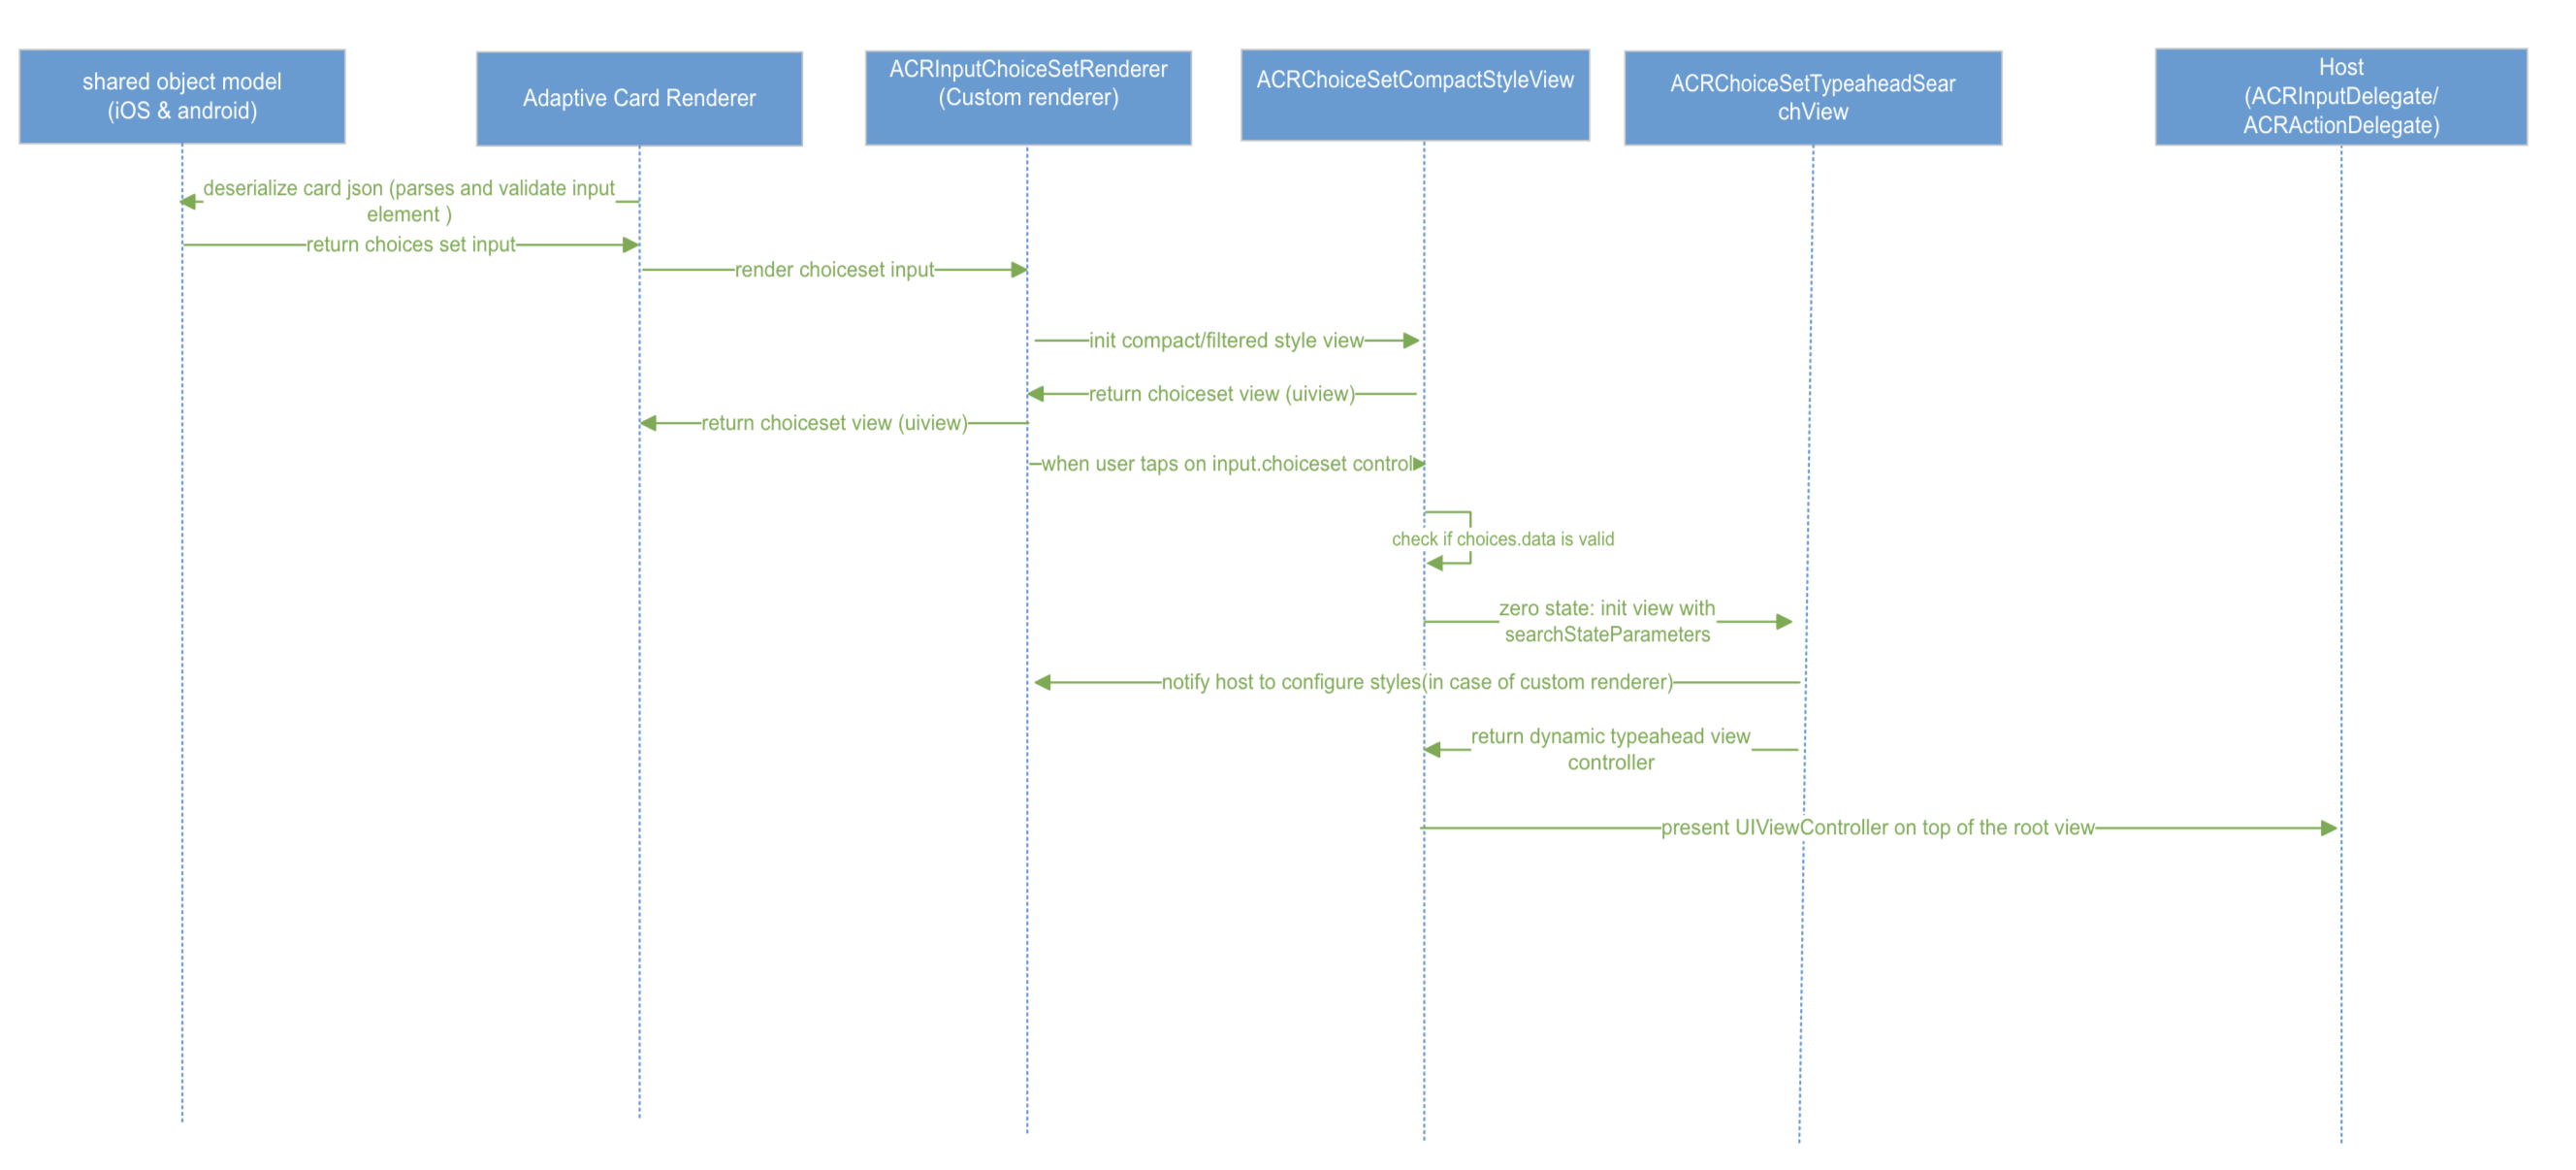 shared object model
(iOS & android)
Adaptive Card Renderer
ACRInputChoiceSetRenderer
(Custom renderer)
ACRChoiceSetCompactStyleView
ACRChoiceSetTypeaheadSear
chView
Host
(ACRInputDelegate/
ACRActionDelegate)
deserialize card json (parses and validate input
element )
return choices set input
render choiceset input
init compact/filtered style view
return choiceset view (uiview)
return choiceset view (uiview)
when user taps on input.choiceset control
check if choices.data is valid
zero state: init view with
searchStateParameters
notify host to configure styles(in case of custom renderer)
return dynamic typeahead view
controller
present UIViewController on top of the root view